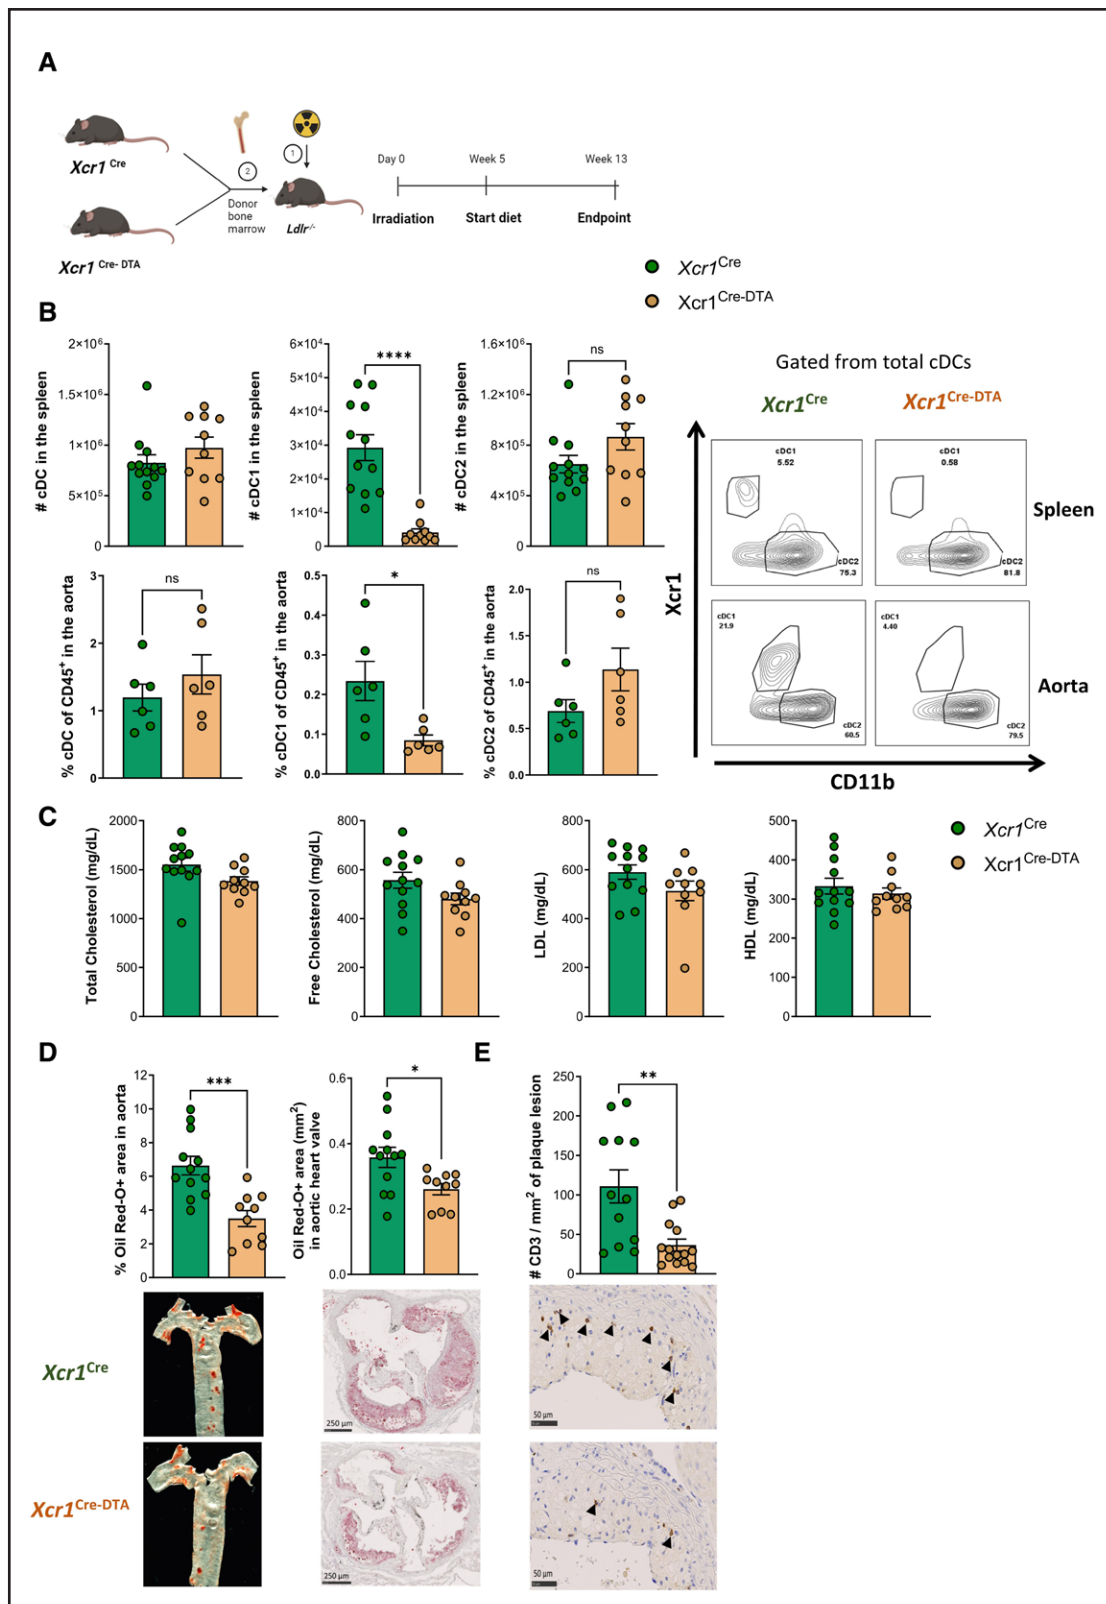 A
Xcr1 Cre
Xcr1 Cre- DTA
2
1
Donor
bone
marrow
Ldlr-/-
Day 0
Week 5
Week 13
Irradiation
Start diet
Endpoint
Xcr1Cre
Xcr1Cre-DTA
B
# cDC in the spleen
2×10⁶
1.5×10⁶
1×10⁶
5×10⁵
0
# cDC1 in the spleen
6×10⁴
5×10⁴
4×10⁴
3×10⁴
2×10⁴
1×10⁴
0
****
# cDC2 in the spleen
1.6×10⁶
1.2×10⁶
8×10⁵
4×10⁵
0
ns
Gated from total cDCs
Xcr1Cre
Xcr1Cre-DTA
cDC1
5.52
cDC2
75.3
cDC1
0.58
cDC2
81.8
Spleen
% cDC of CD45⁺ in the aorta
3
2
1
0
ns
% cDC1 of CD45⁺ in the aorta
0.5
0.4
0.3
0.2
0.1
0.0
*
% cDC2 of CD45⁺ in the aorta
2.0
1.5
1.0
0.5
0.0
ns
cDC1
21.9
cDC2
60.5
cDC1
4.40
cDC2
79.5
Aorta
Xcr1
CD11b
C
Total Cholesterol (mg/dL)
2000
1500
1000
500
0
Free Cholesterol (mg/dL)
800
600
400
200
0
LDL (mg/dL)
800
600
400
200
0
HDL (mg/dL)
500
400
300
200
100
0
Xcr1Cre
Xcr1Cre-DTA
D
% Oil Red-O+ area in aorta
12
10
8
6
4
2
0
***
Oil Red-O+ area (mm²)
in aortic heart valve
0.6
0.4
0.2
0.0
*
E
# CD3 / mm² of plaque lesion
250
200
150
100
50
0
**
Xcr1Cre
250 µm
50 µm
Xcr1Cre-DTA
250 µm
50 µm